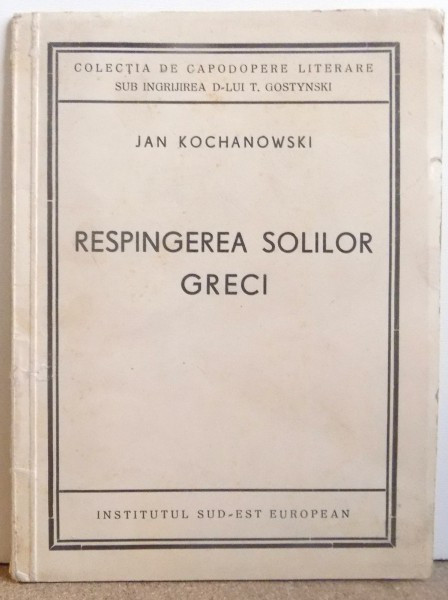 COLECȚIA DE CAPODOPERE LITERARE
SUB INGRIJIREA D-LUI T. GOSTYNSKI
JAN KOCHANOWSKI
RESPINGEREA SOLILOR
GRECI
INSTITUTUL SUD-EST EUROPEAN